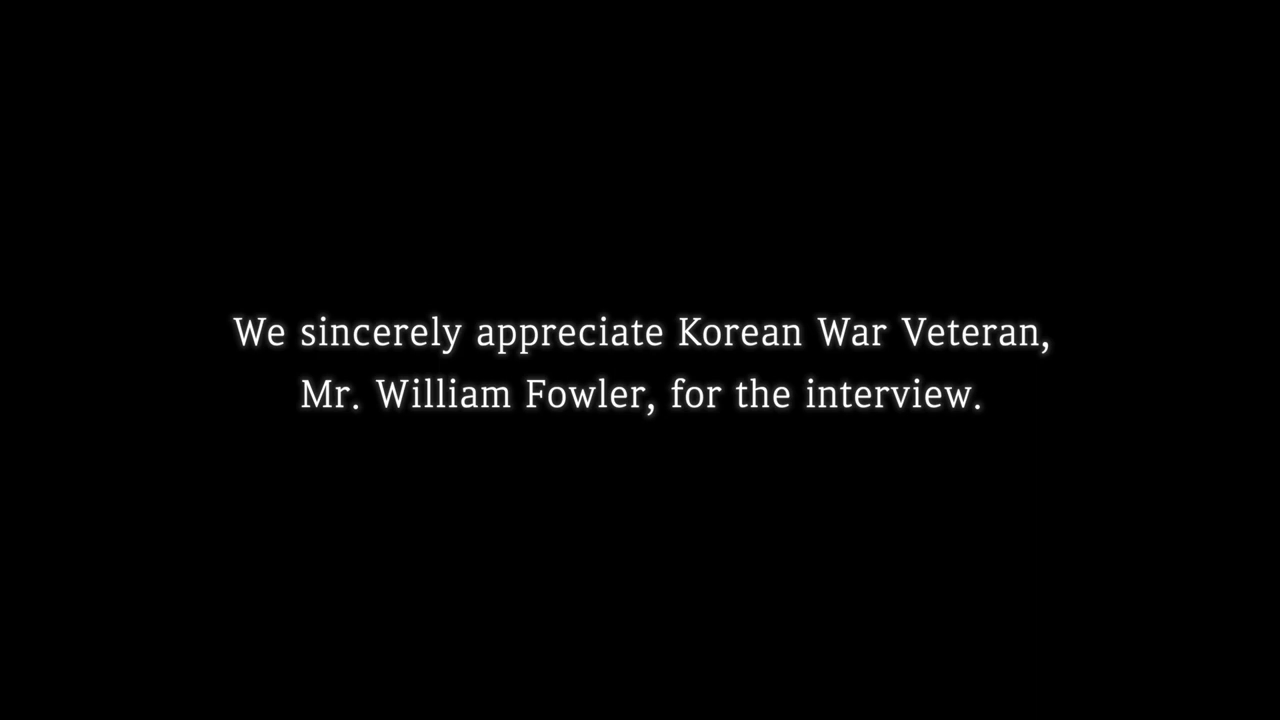 We sincerely appreciate Korean War Veteran,
Mr. William Fowler, for the interview.